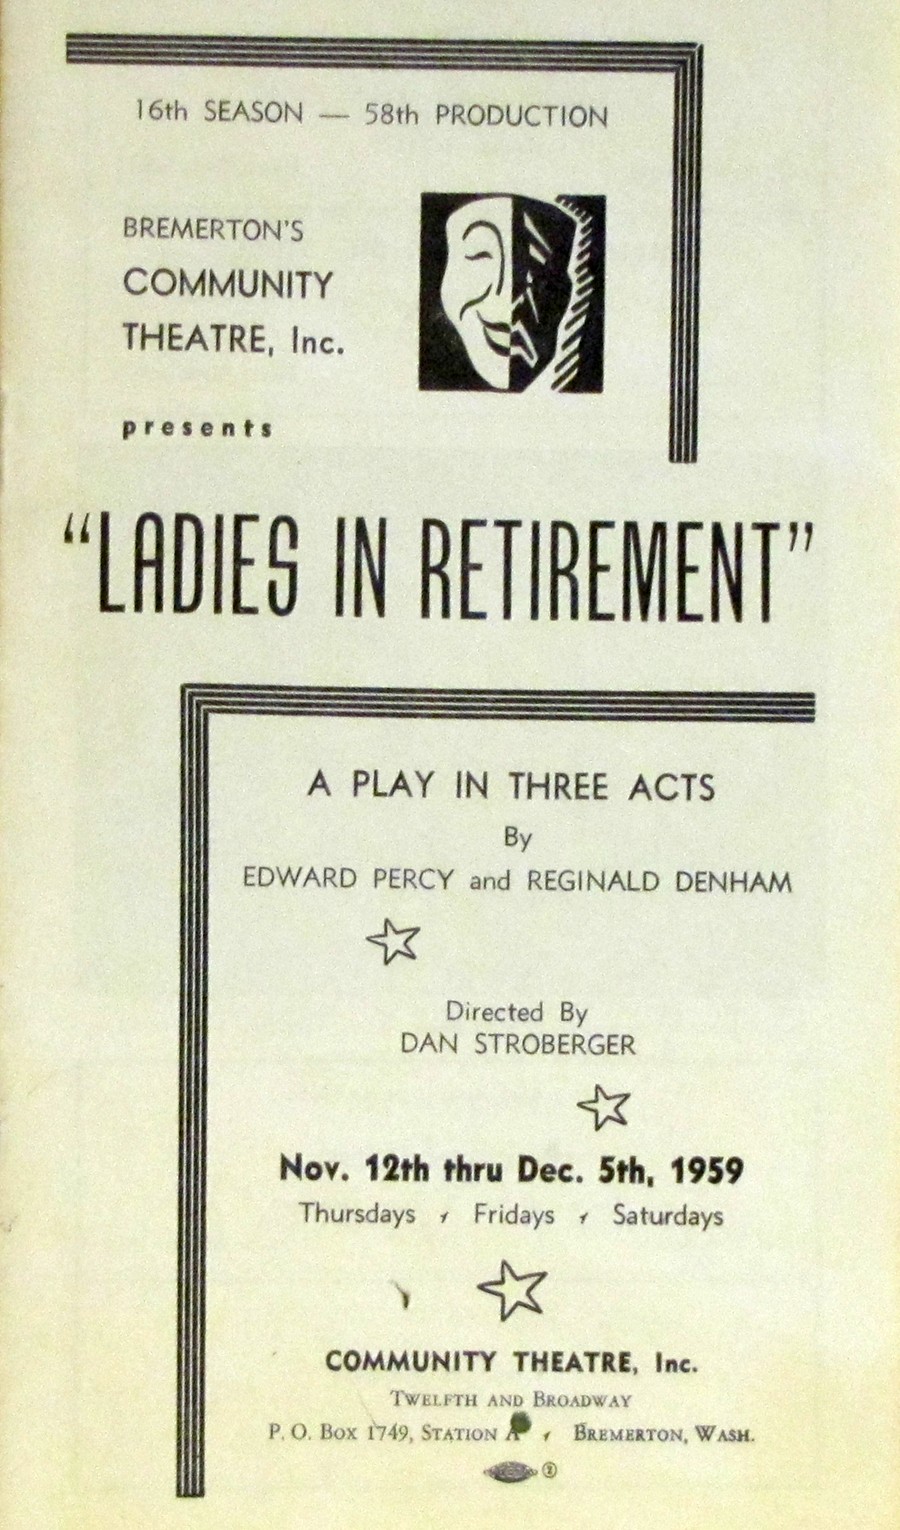 16th SEASON — 58th PRODUCTION
BREMERTON'S
COMMUNITY
THEATRE, Inc.
presents
“LADIES IN RETIREMENT”
A PLAY IN THREE ACTS
By
EDWARD PERCY and REGINALD DENHAM
Directed By
DAN STROBERGER
Nov. 12th thru Dec. 5th, 1959
Thursdays , Fridays , Saturdays
COMMUNITY THEATRE, Inc.
TWELFTH AND BROADWAY
P. O. BOX 1749, STATION A , BREMERTON, WASH.
2